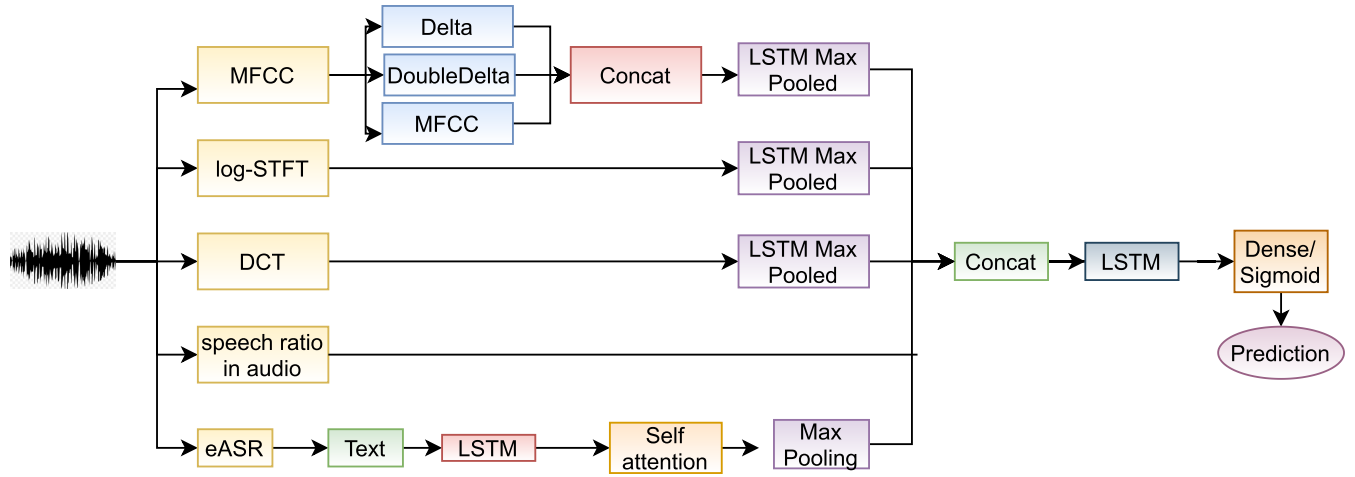 MFCC
Delta
DoubleDelta
MFCC
Concat
LSTM Max
Pooled
log-STFT
LSTM Max
Pooled
DCT
LSTM Max
Pooled
speech ratio
in audio
eASR
Text
LSTM
Self
attention
Max
Pooling
Concat
LSTM
Dense/
Sigmoid
Prediction